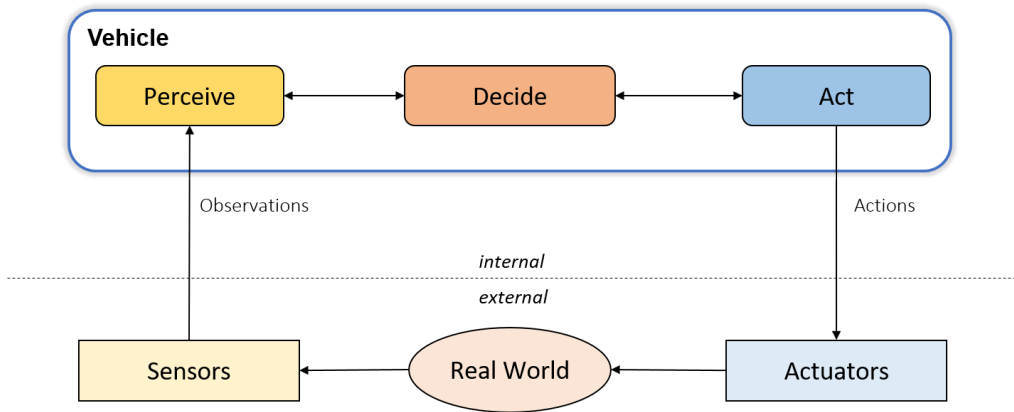 Vehicle
Perceive
Decide
Act
Observations
Actions
internal
external
Sensors
Real World
Actuators